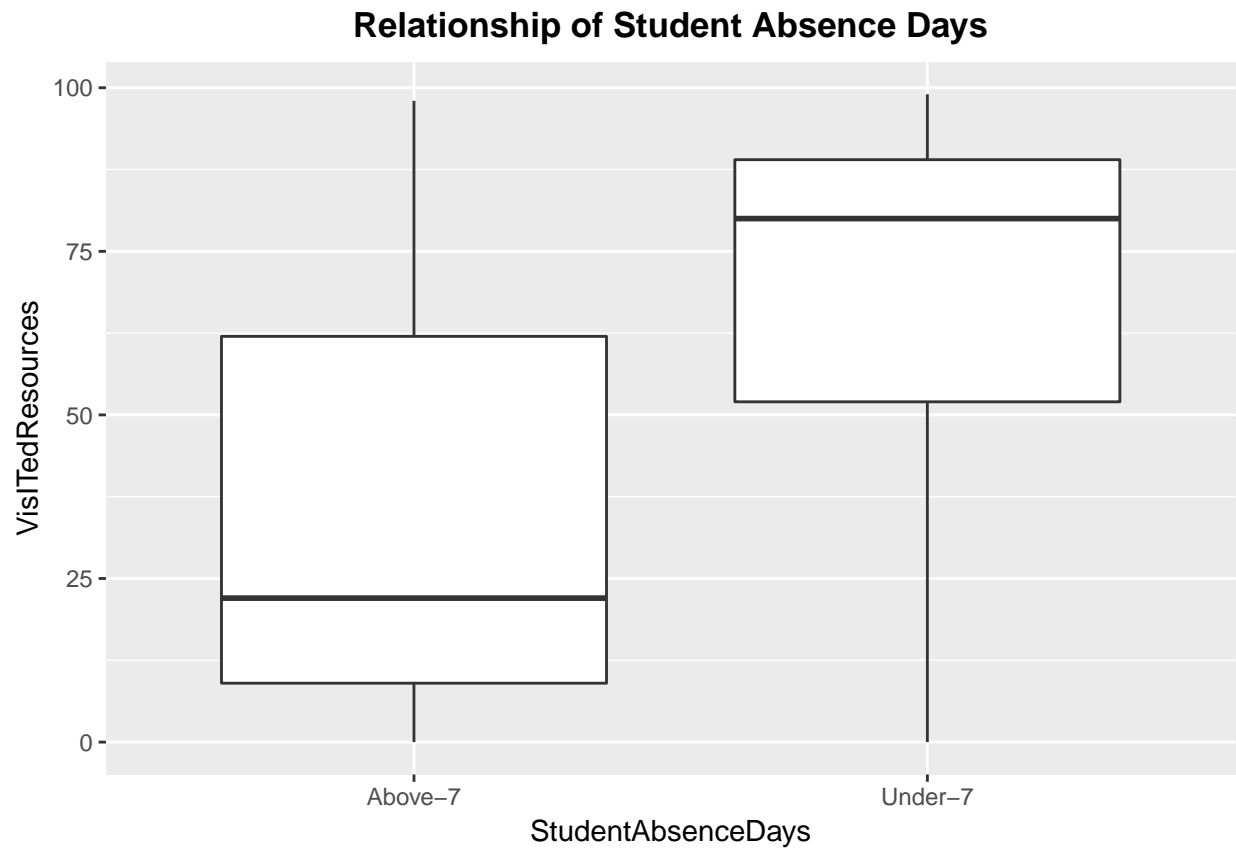 Relationship of Student Absence Days
100
75
50
25
0
VisITedResources
Above−7
Under−7
StudentAbsenceDays